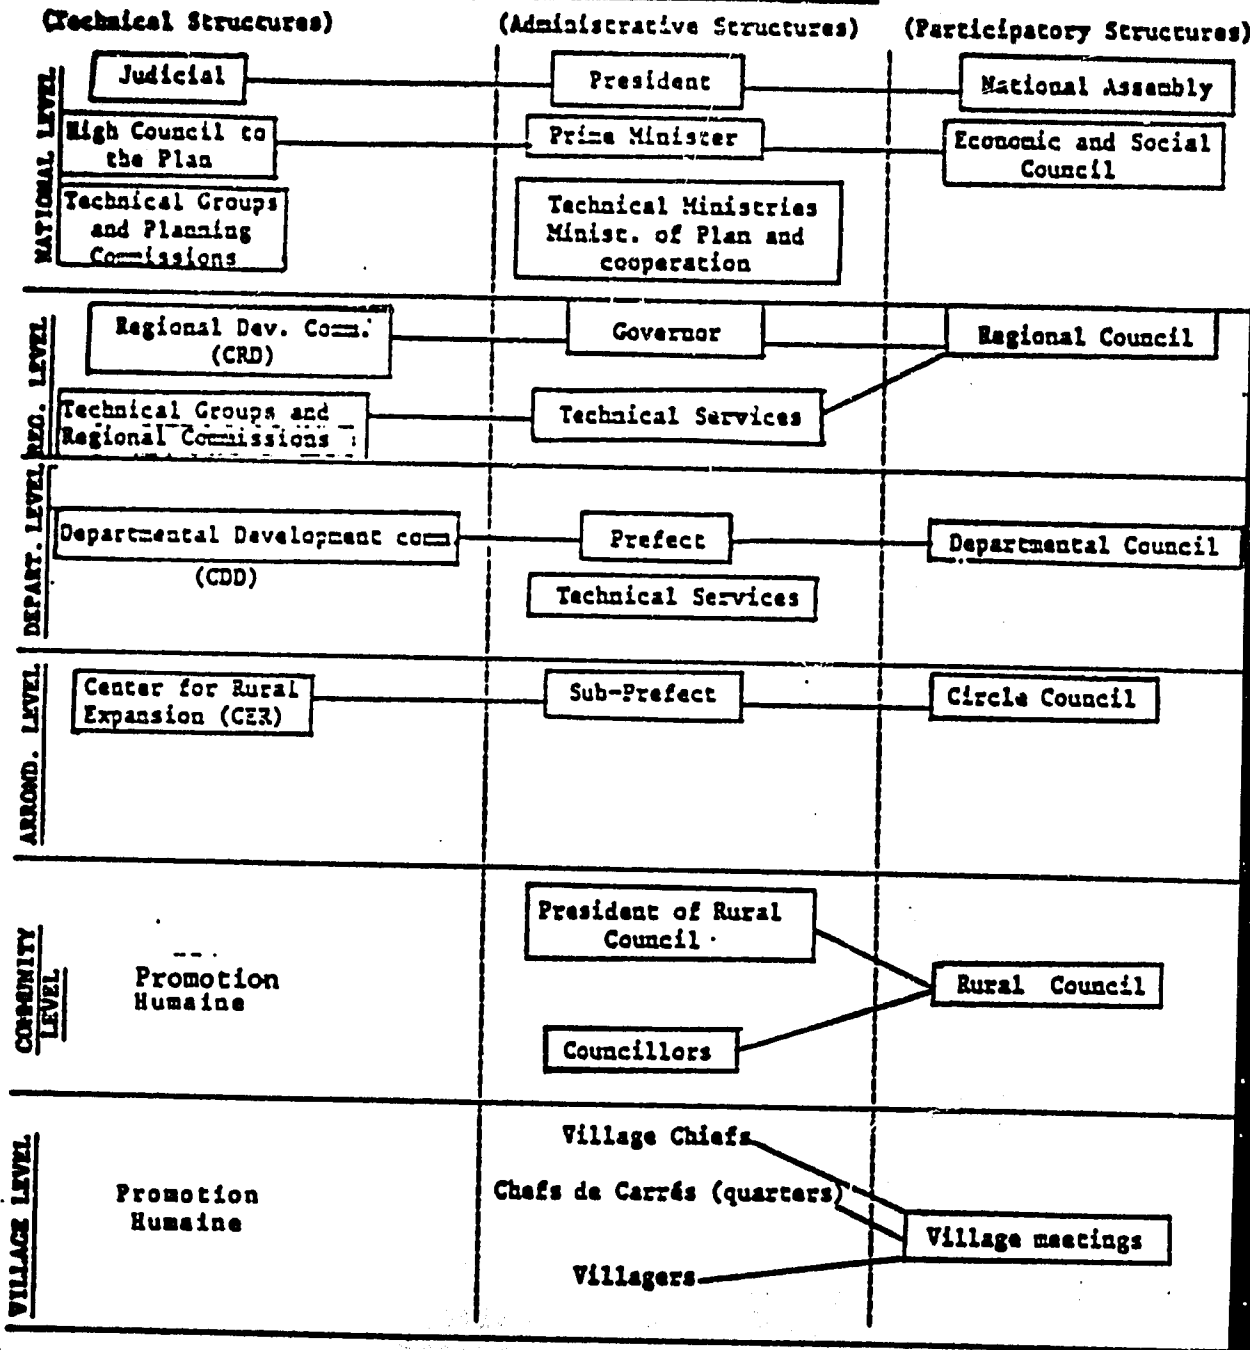 (Technical Structures)
(Administrative Structures)
(Participatory Structures)
NATIONAL LEVEL
Judicial
President
National Assembly
High Council to
the Plan
Prime Minister
Economic and Social
Council
Technical Groups
and Planning
Commissions
Technical Ministries
Minist. of Plan and
cooperation
REG. LEVEL
Regional Dev. Comm.
(CRD)
Governor
Regional Council
Technical Groups and
Regional Commissions
Technical Services
DEPART. LEVEL
Departmental Development comm
(CDD)
Prefect
Departmental Council
Technical Services
ARROND. LEVEL
Center for Rural
Expansion (CER)
Sub-Prefect
Circle Council
COMMUNITY
LEVEL
Promotion
Humaine
President of Rural
Council
Rural Council
Councillors
VILLAGE LEVEL
Promotion
Humaine
Village Chiefs
Chefs de Carrés (quarters)
Villagers
Village meetings